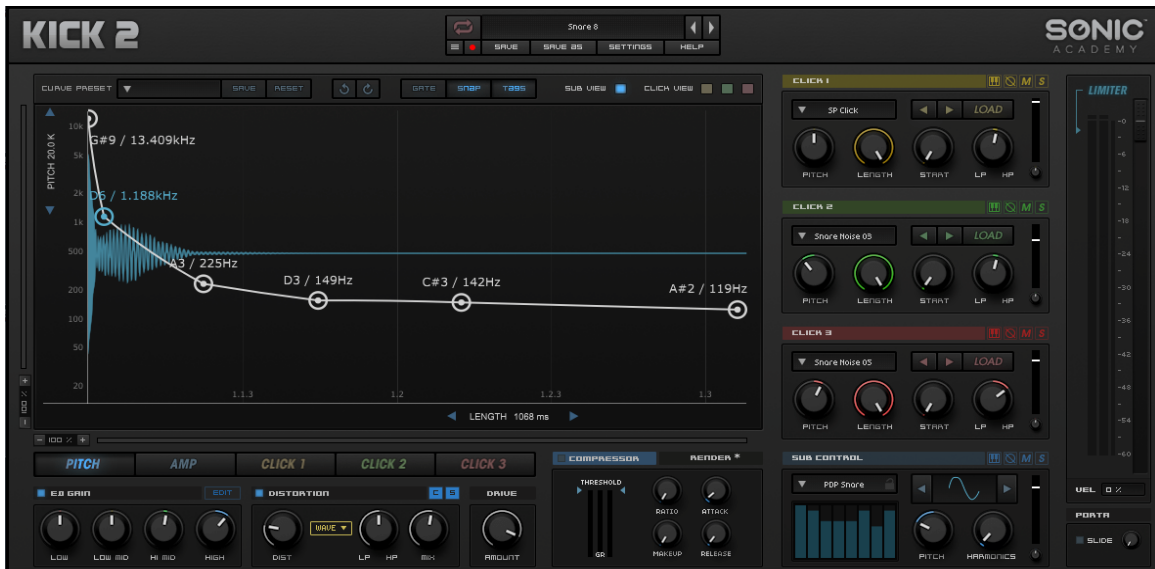 KICK 2
Snare 8
SAVE
SAVE AS
SETTINGS
HELP
SONIC
ACADEMY
CURVE PRESET
SAVE
RESET
GATE
SNAP
TAGS
SUB VIEW
CLICK VIEW
PITCH 20.0 K
10k
5k
2k
1k
500
200
100
50
20
G#9 / 13.409kHz
D6 / 1.188kHz
A3 / 225Hz
D3 / 149Hz
C#3 / 142Hz
A#2 / 119Hz
1.1.3
1.2
1.2.3
1.3
LENGTH 1068 ms
100 %
100 %
PITCH
AMP
CLICK 1
CLICK 2
CLICK 3
EQ GAIN
EDIT
LOW
LOW MID
HI MID
HIGH
DISTORTION
C S
DIST
WAVE
LP HP
MIX
DRIVE
AMOUNT
COMPRESSOR
RENDER *
THRESHOLD
GR
RATIO
ATTACK
MAKEUP
RELEASE
CLICK 1
M S
SP Click
LOAD
PITCH
LENGTH
START
LP HP
CLICK 2
M S
Snare Noise 09
LOAD
PITCH
LENGTH
START
LP HP
CLICK 3
M S
Snare Noise 05
LOAD
PITCH
LENGTH
START
LP HP
SUB CONTROL
M S
PDP Snare
PITCH
HARMONICS
LIMITER
-0
-6
-12
-18
-24
-30
-36
-42
-48
-54
-60
VEL 0 %
PORTA
SLIDE